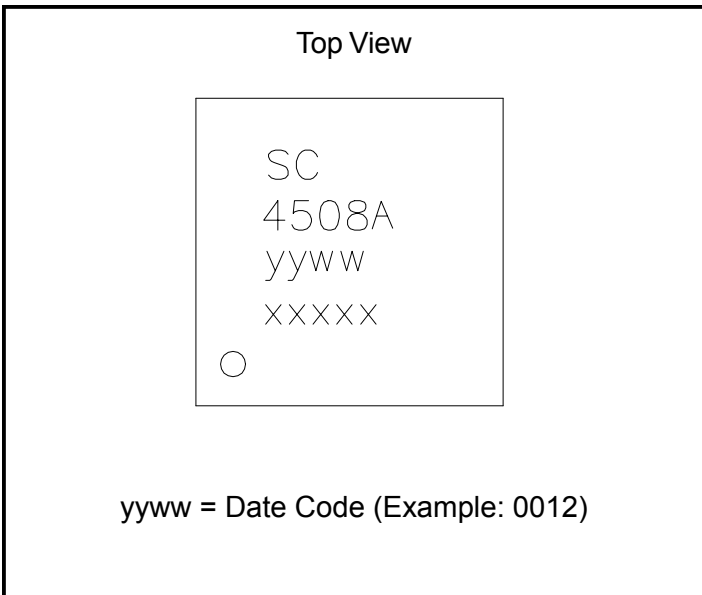 Top View
SC
4508A
yyww
xxxxx
yyww = Date Code (Example: 0012)